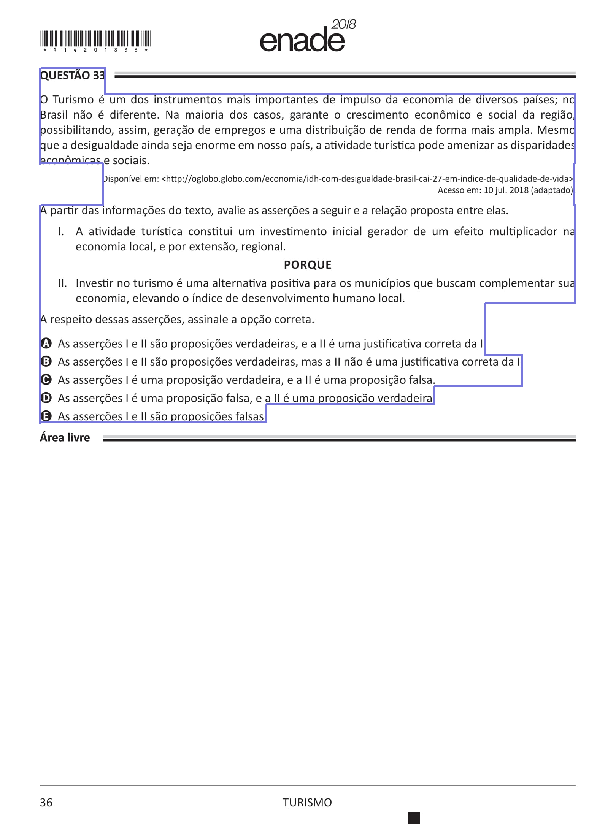 *R1420183636*
enade 2018
QUESTÃO 33
O Turismo é um dos instrumentos mais importantes de impulso da economia de diversos países; no
Brasil não é diferente. Na maioria dos casos, garante o crescimento econômico e social da região,
possibilitando, assim, geração de empregos e uma distribuição de renda de forma mais ampla. Mesmo
que a desigualdade ainda seja enorme em nosso país, a atividade turística pode amenizar as disparidades
econômicas e sociais.
Disponível em: <http://oglobo.globo.com/economia/idh-com-desigualdade-brasil-cai-27-em-indice-de-qualidade-de-vida>
Acesso em: 10 jul. 2018 (adaptado)
A partir das informações do texto, avalie as asserções a seguir e a relação proposta entre elas.
I. A atividade turística constitui um investimento inicial gerador de um efeito multiplicador na
economia local, e por extensão, regional.
PORQUE
II. Investir no turismo é uma alternativa positiva para os municípios que buscam complementar sua
economia, elevando o índice de desenvolvimento humano local.
A respeito dessas asserções, assinale a opção correta.
A As asserções I e II são proposições verdadeiras, e a II é uma justificativa correta da I
B As asserções I e II são proposições verdadeiras, mas a II não é uma justificativa correta da I
C As asserções I é uma proposição verdadeira, e a II é uma proposição falsa.
D As asserções I é uma proposição falsa, e a II é uma proposição verdadeira
E As asserções I e II são proposições falsas
Área livre
36
TURISMO